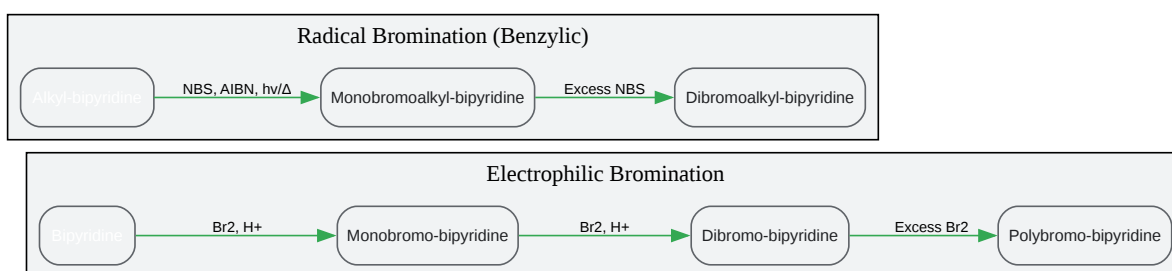 Radical Bromination (Benzylic)
Alkyl-bipyridine
NBS, AIBN, hv/Δ
Monobromoalkyl-bipyridine
Excess NBS
Dibromoalkyl-bipyridine
Electrophilic Bromination
Bipyridine
Br2, H+
Monobromo-bipyridine
Br2, H+
Dibromo-bipyridine
Excess Br2
Polybromo-bipyridine